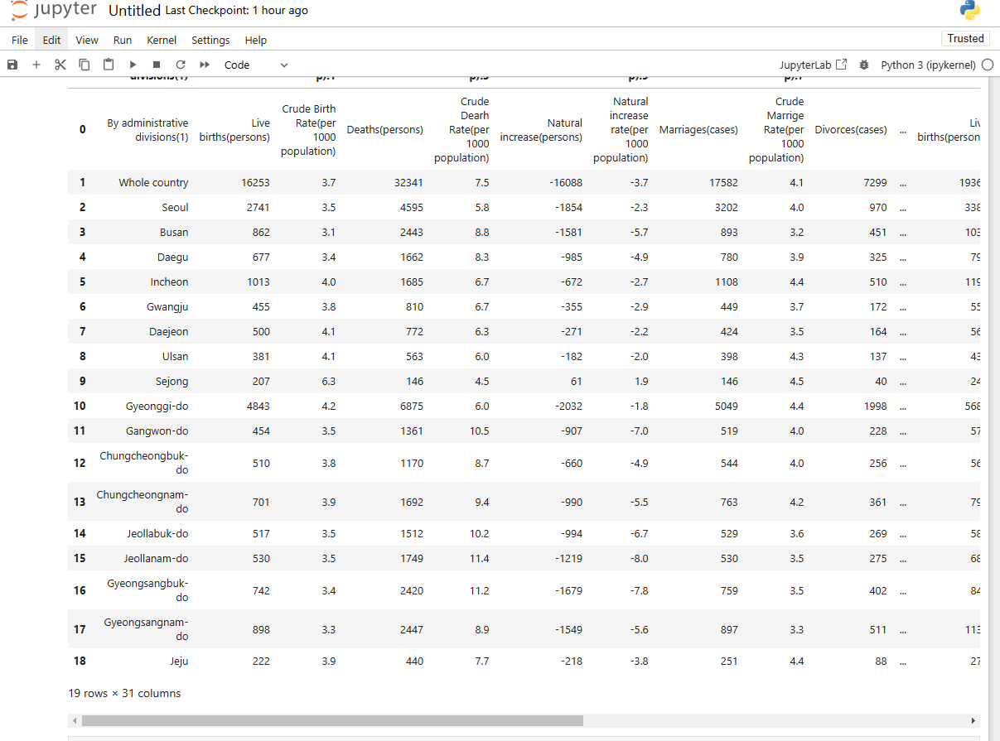 jupyter Untitled Last Checkpoint: 1 hour ago
File Edit View Run Kernel Settings Help Trusted
Code JupyterLab Python 3 (ipykernel)
divisions(1) p).1 p).3 p).5 p).7
0 By administrative divisions(1) Live births(persons) Crude Birth Rate(per 1000 population) Deaths(persons) Crude Dearh Rate(per 1000 population) Natural increase(persons) Natural increase rate(per 1000 population) Marriages(cases) Crude Marrige Rate(per 1000 population) Divorces(cases) ... births(person
1 Whole country 16253 3.7 32341 7.5 -16088 -3.7 17582 4.1 7299 ... 1936
2 Seoul 2741 3.5 4595 5.8 -1854 -2.3 3202 4.0 970 ... 338
3 Busan 862 3.1 2443 8.8 -1581 -5.7 893 3.2 451 ... 103
4 Daegu 677 3.4 1662 8.3 -985 -4.9 780 3.9 325 ... 79
5 Incheon 1013 4.0 1685 6.7 -672 -2.7 1108 4.4 510 ... 119
6 Gwangju 455 3.8 810 6.7 -355 -2.9 449 3.7 172 ... 55
7 Daejeon 500 4.1 772 6.3 -271 -2.2 424 3.5 164 ... 56
8 Ulsan 381 4.1 563 6.0 -182 -2.0 398 4.3 137 ... 43
9 Sejong 207 6.3 146 4.5 61 1.9 146 4.5 40 ... 24
10 Gyeonggi-do 4843 4.2 6875 6.0 -2032 -1.8 5049 4.4 1998 ... 568
11 Gangwon-do 454 3.5 1361 10.5 -907 -7.0 519 4.0 228 ... 57
12 Chungcheongbuk-do 510 3.8 1170 8.7 -660 -4.9 544 4.0 256 ... 56
13 Chungcheongnam-do 701 3.9 1692 9.4 -990 -5.5 763 4.2 361 ... 79
14 Jeollabuk-do 517 3.5 1512 10.2 -994 -6.7 529 3.6 269 ... 58
15 Jeollanam-do 530 3.5 1749 11.4 -1219 -8.0 530 3.5 275 ... 68
16 Gyeongsangbuk-do 742 3.4 2420 11.2 -1679 -7.8 759 3.5 402 ... 84
17 Gyeongsangnam-do 898 3.3 2447 8.9 -1549 -5.6 897 3.3 511 ... 113
18 Jeju 222 3.9 440 7.7 -218 -3.8 251 4.4 88 ... 27
19 rows × 31 columns